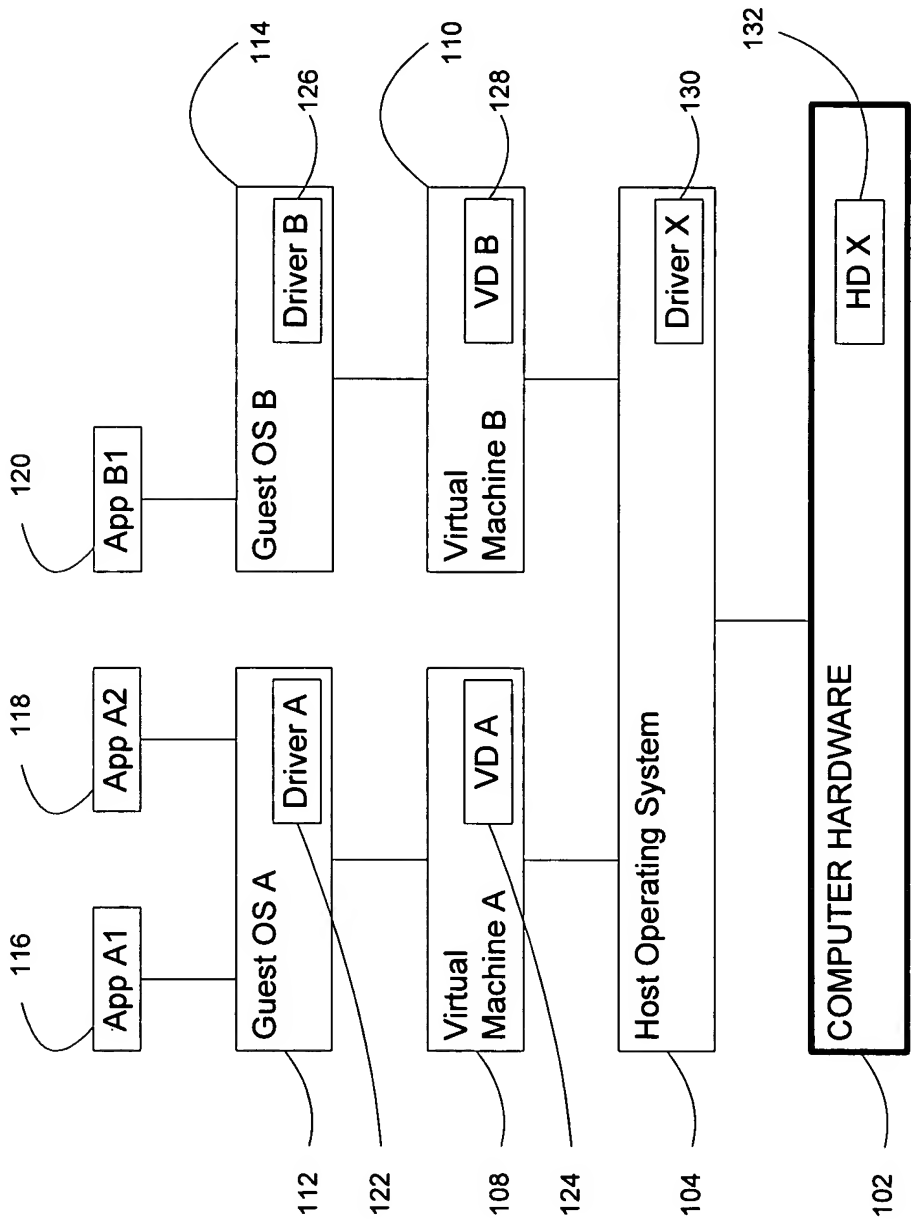 116
118
120
App A1
App A2
App B1
114
Guest OS A
Driver A
Guest OS B
Driver B
126
112
122
110
Virtual
Machine A
VD A
Virtual
Machine B
VD B
128
108
124
Host Operating System
Driver X
130
104
132
COMPUTER HARDWARE
HD X
102